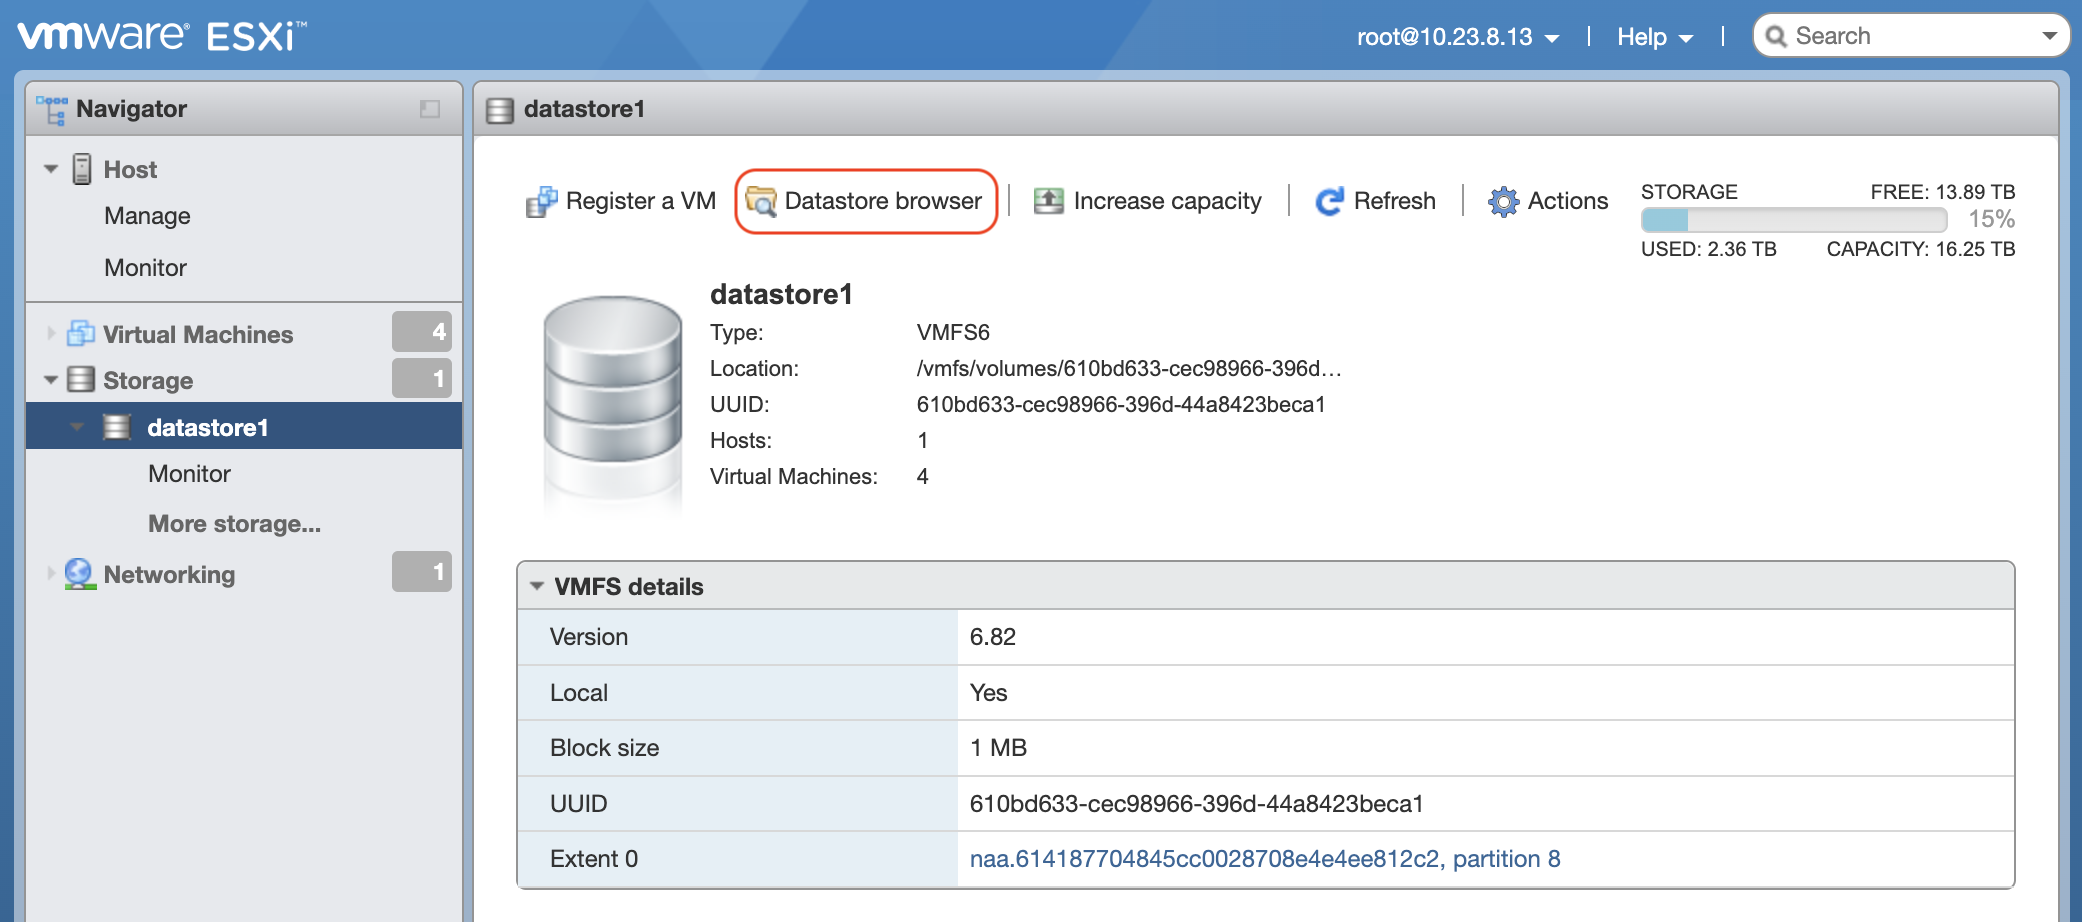 vmware® ESXi™
root@10.23.8.13 | Help | Search
Navigator
Host
Manage
Monitor
Virtual Machines 4
Storage 1
datastore1
Monitor
More storage...
Networking 1
datastore1
Register a VM Datastore browser | Increase capacity | Refresh | Actions
STORAGE FREE: 13.89 TB
15%
USED: 2.36 TB CAPACITY: 16.25 TB
datastore1
Type: VMFS6
Location: /vmfs/volumes/610bd633-cec98966-396d...
UUID: 610bd633-cec98966-396d-44a8423beca1
Hosts: 1
Virtual Machines: 4
VMFS details
Version 6.82
Local Yes
Block size 1 MB
UUID 610bd633-cec98966-396d-44a8423beca1
Extent 0 naa.614187704845cc0028708e4e4ee812c2, partition 8